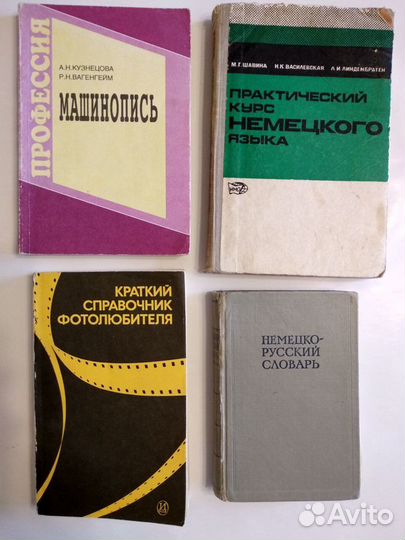 ПРОФЕССИЯ
А.Н.КУЗНЕЦОВА
Р.Н.ВАГЕНГЕЙМ
МАШИНОПИСЬ
М.Г.ШАВИНА Н.К.ВАСИЛЕВСКАЯ Л.И.ЛИНДЕНБРАТЕН
ПРАКТИЧЕСКИЙ
КУРС
НЕМЕЦКОГО
ЯЗЫКА
КРАТКИЙ
СПРАВОЧНИК
ФОТОЛЮБИТЕЛЯ
НЕМЕЦКО-
РУССКИЙ
СЛОВАРЬ
Avito